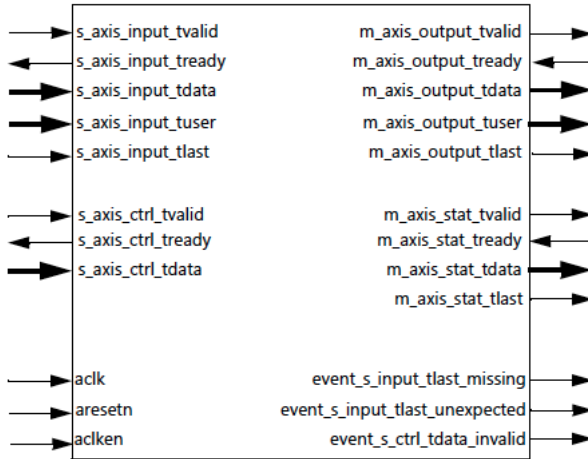 s_axis_input_tvalid
s_axis_input_tready
s_axis_input_tdata
s_axis_input_tuser
s_axis_input_tlast
s_axis_ctrl_tvalid
s_axis_ctrl_tready
s_axis_ctrl_tdata
aclk
aresetn
aclken
m_axis_output_tvalid
m_axis_output_tready
m_axis_output_tdata
m_axis_output_tuser
m_axis_output_tlast
m_axis_stat_tvalid
m_axis_stat_tready
m_axis_stat_tdata
m_axis_stat_tlast
event_s_input_tlast_missing
event_s_input_tlast_unexpected
event_s_ctrl_tdata_invalid